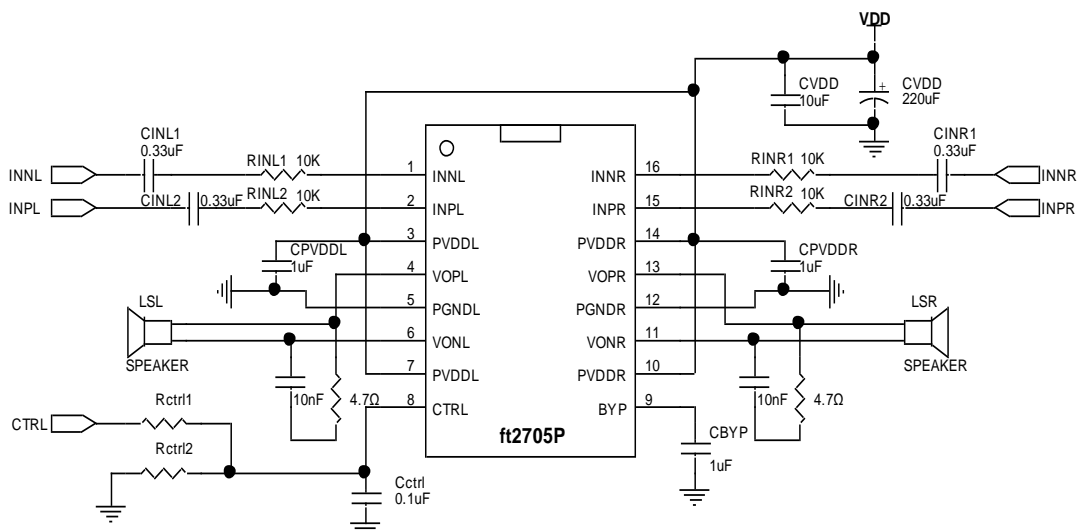 VDD
CVDD
10uF
+
CVDD
220uF
CINL1
0.33uF
RINL1 10K
INNL
1
INNL
INNR
16
RINR1 10K
CINR1
0.33uF
INNR
INPL
CINL2
0.33uF
RINL2 10K
2
INPL
INPR
15
RINR2 10K
CINR2
0.33uF
INPR
3
PVDDL
PVDDR
14
CPVDDL
1uF
CPVDDR
1uF
4
VOPL
VOPR
13
5
PGNDL
PGNDR
12
LSL
SPEAKER
LSR
SPEAKER
6
VONL
VONR
11
7
PVDDL
PVDDR
10
10nF
4.7Ω
10nF
4.7Ω
8
CTRL
BYP
9
CTRL
Rctrl1
Rctrl2
ft2705P
CBYP
1uF
Cctrl
0.1uF